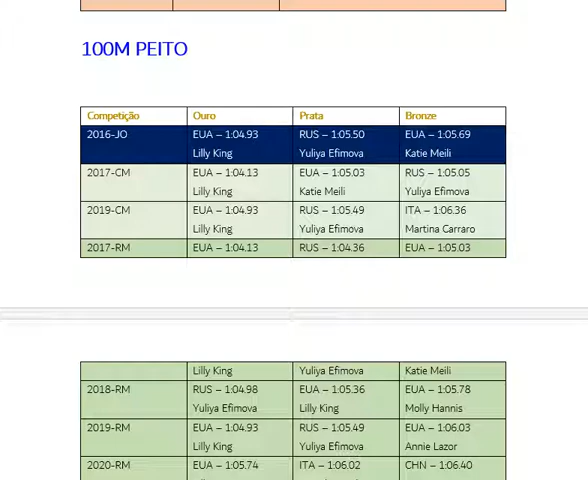 100M PEITO
Competição Ouro Prata Bronze
2016-JO EUA – 1:04.93 RUS – 1:05.50 EUA – 1:05.69
Lilly King Yuliya Efimova Katie Meili
2017-CM EUA – 1:04.13 EUA – 1:05.03 RUS – 1:05.05
Lilly King Katie Meili Yuliya Efimova
2019-CM EUA – 1:04.93 RUS – 1:05.49 ITA – 1:06.36
Lilly King Yuliya Efimova Martina Carraro
2017-RM EUA – 1:04.13 RUS – 1:04.36 EUA – 1:05.03
Lilly King Yuliya Efimova Katie Meili
2018-RM RUS – 1:04.98 EUA – 1:05.36 EUA – 1:05.78
Yuliya Efimova Lilly King Molly Hannis
2019-RM EUA – 1:04.93 RUS – 1:05.49 EUA – 1:06.03
Lilly King Yuliya Efimova Annie Lazor
2020-RM EUA – 1:05.74 ITA – 1:06.02 CHN – 1:06.40